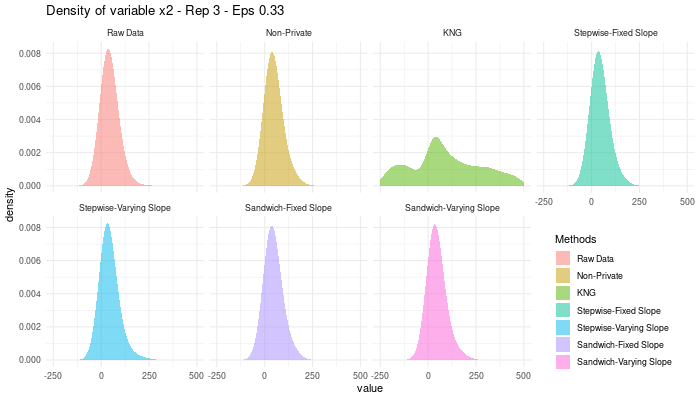 Density of variable x2 - Rep 3 - Eps 0.33
Raw Data
Non-Private
KNG
Stepwise-Fixed Slope
0.008
0.006
0.004
0.002
0.000
-250 0 250 500
density
Stepwise-Varying Slope
Sandwich-Fixed Slope
Sandwich-Varying Slope
0.008
0.006
0.004
0.002
0.000
-250 0 250 500
-250 0 250 500
-250 0 250 500
value
Methods
Raw Data
Non-Private
KNG
Stepwise-Fixed Slope
Stepwise-Varying Slope
Sandwich-Fixed Slope
Sandwich-Varying Slope